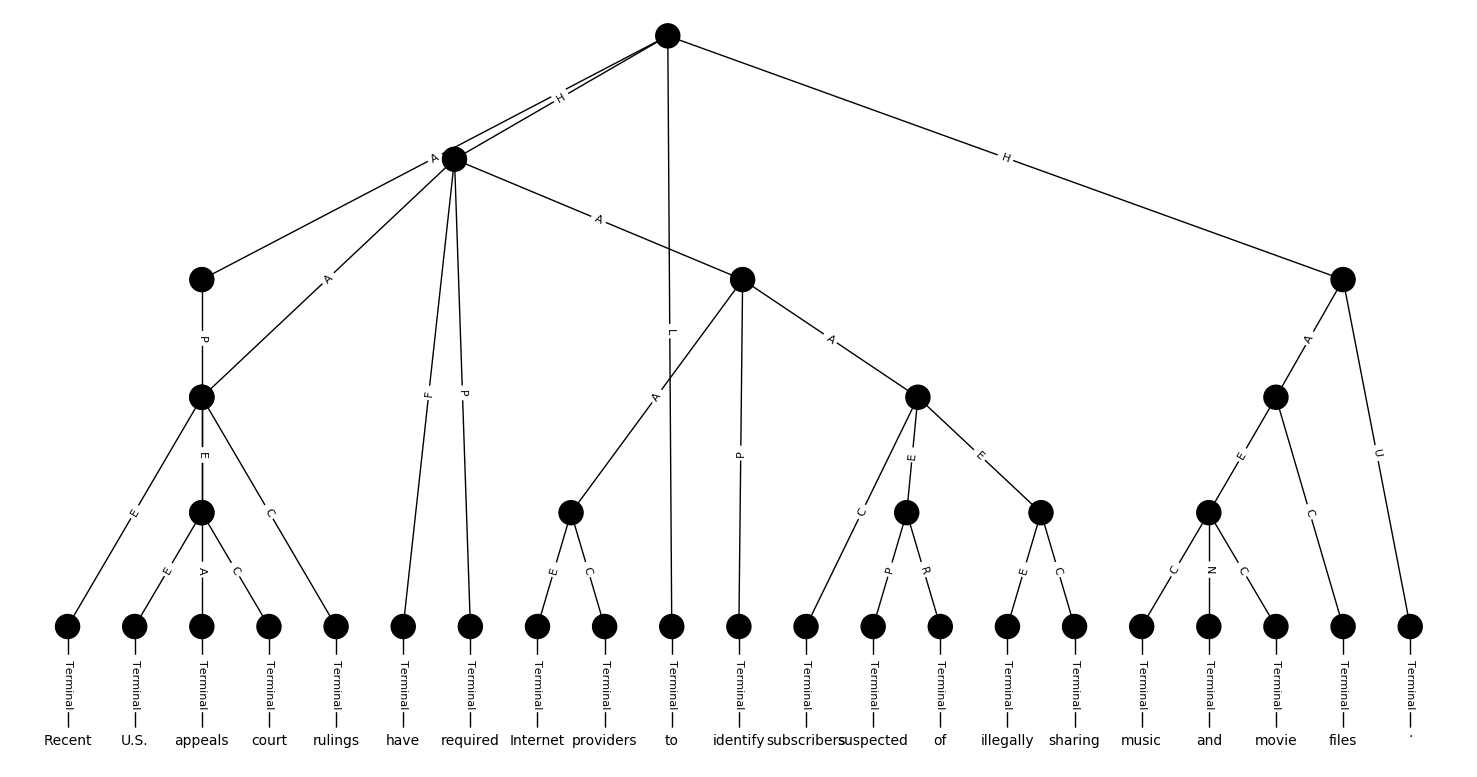 H
A H
A
A
P L A A
A F P A
E P E E E U
E C C C
E A C E C P R E C C N C
Terminal Terminal Terminal Terminal Terminal Terminal Terminal Terminal Terminal Terminal Terminal Terminal Terminal Terminal Terminal Terminal Terminal Terminal Terminal Terminal Terminal
Recent U.S. appeals court rulings have required Internet providers to identify subscribers suspected of illegally sharing music and movie files .